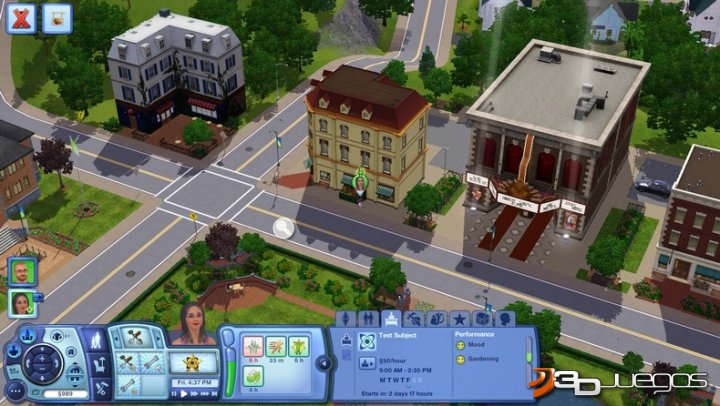 Test Subject
Performance
Mood
$50/hour
Gardening
9:00 AM - 2:30 PM
M T W T F S S
Starts in: 2 days 17 hours
6 h
33 m
6 h
4 h
Fri. 4:37 PM
$989
3DJuegos